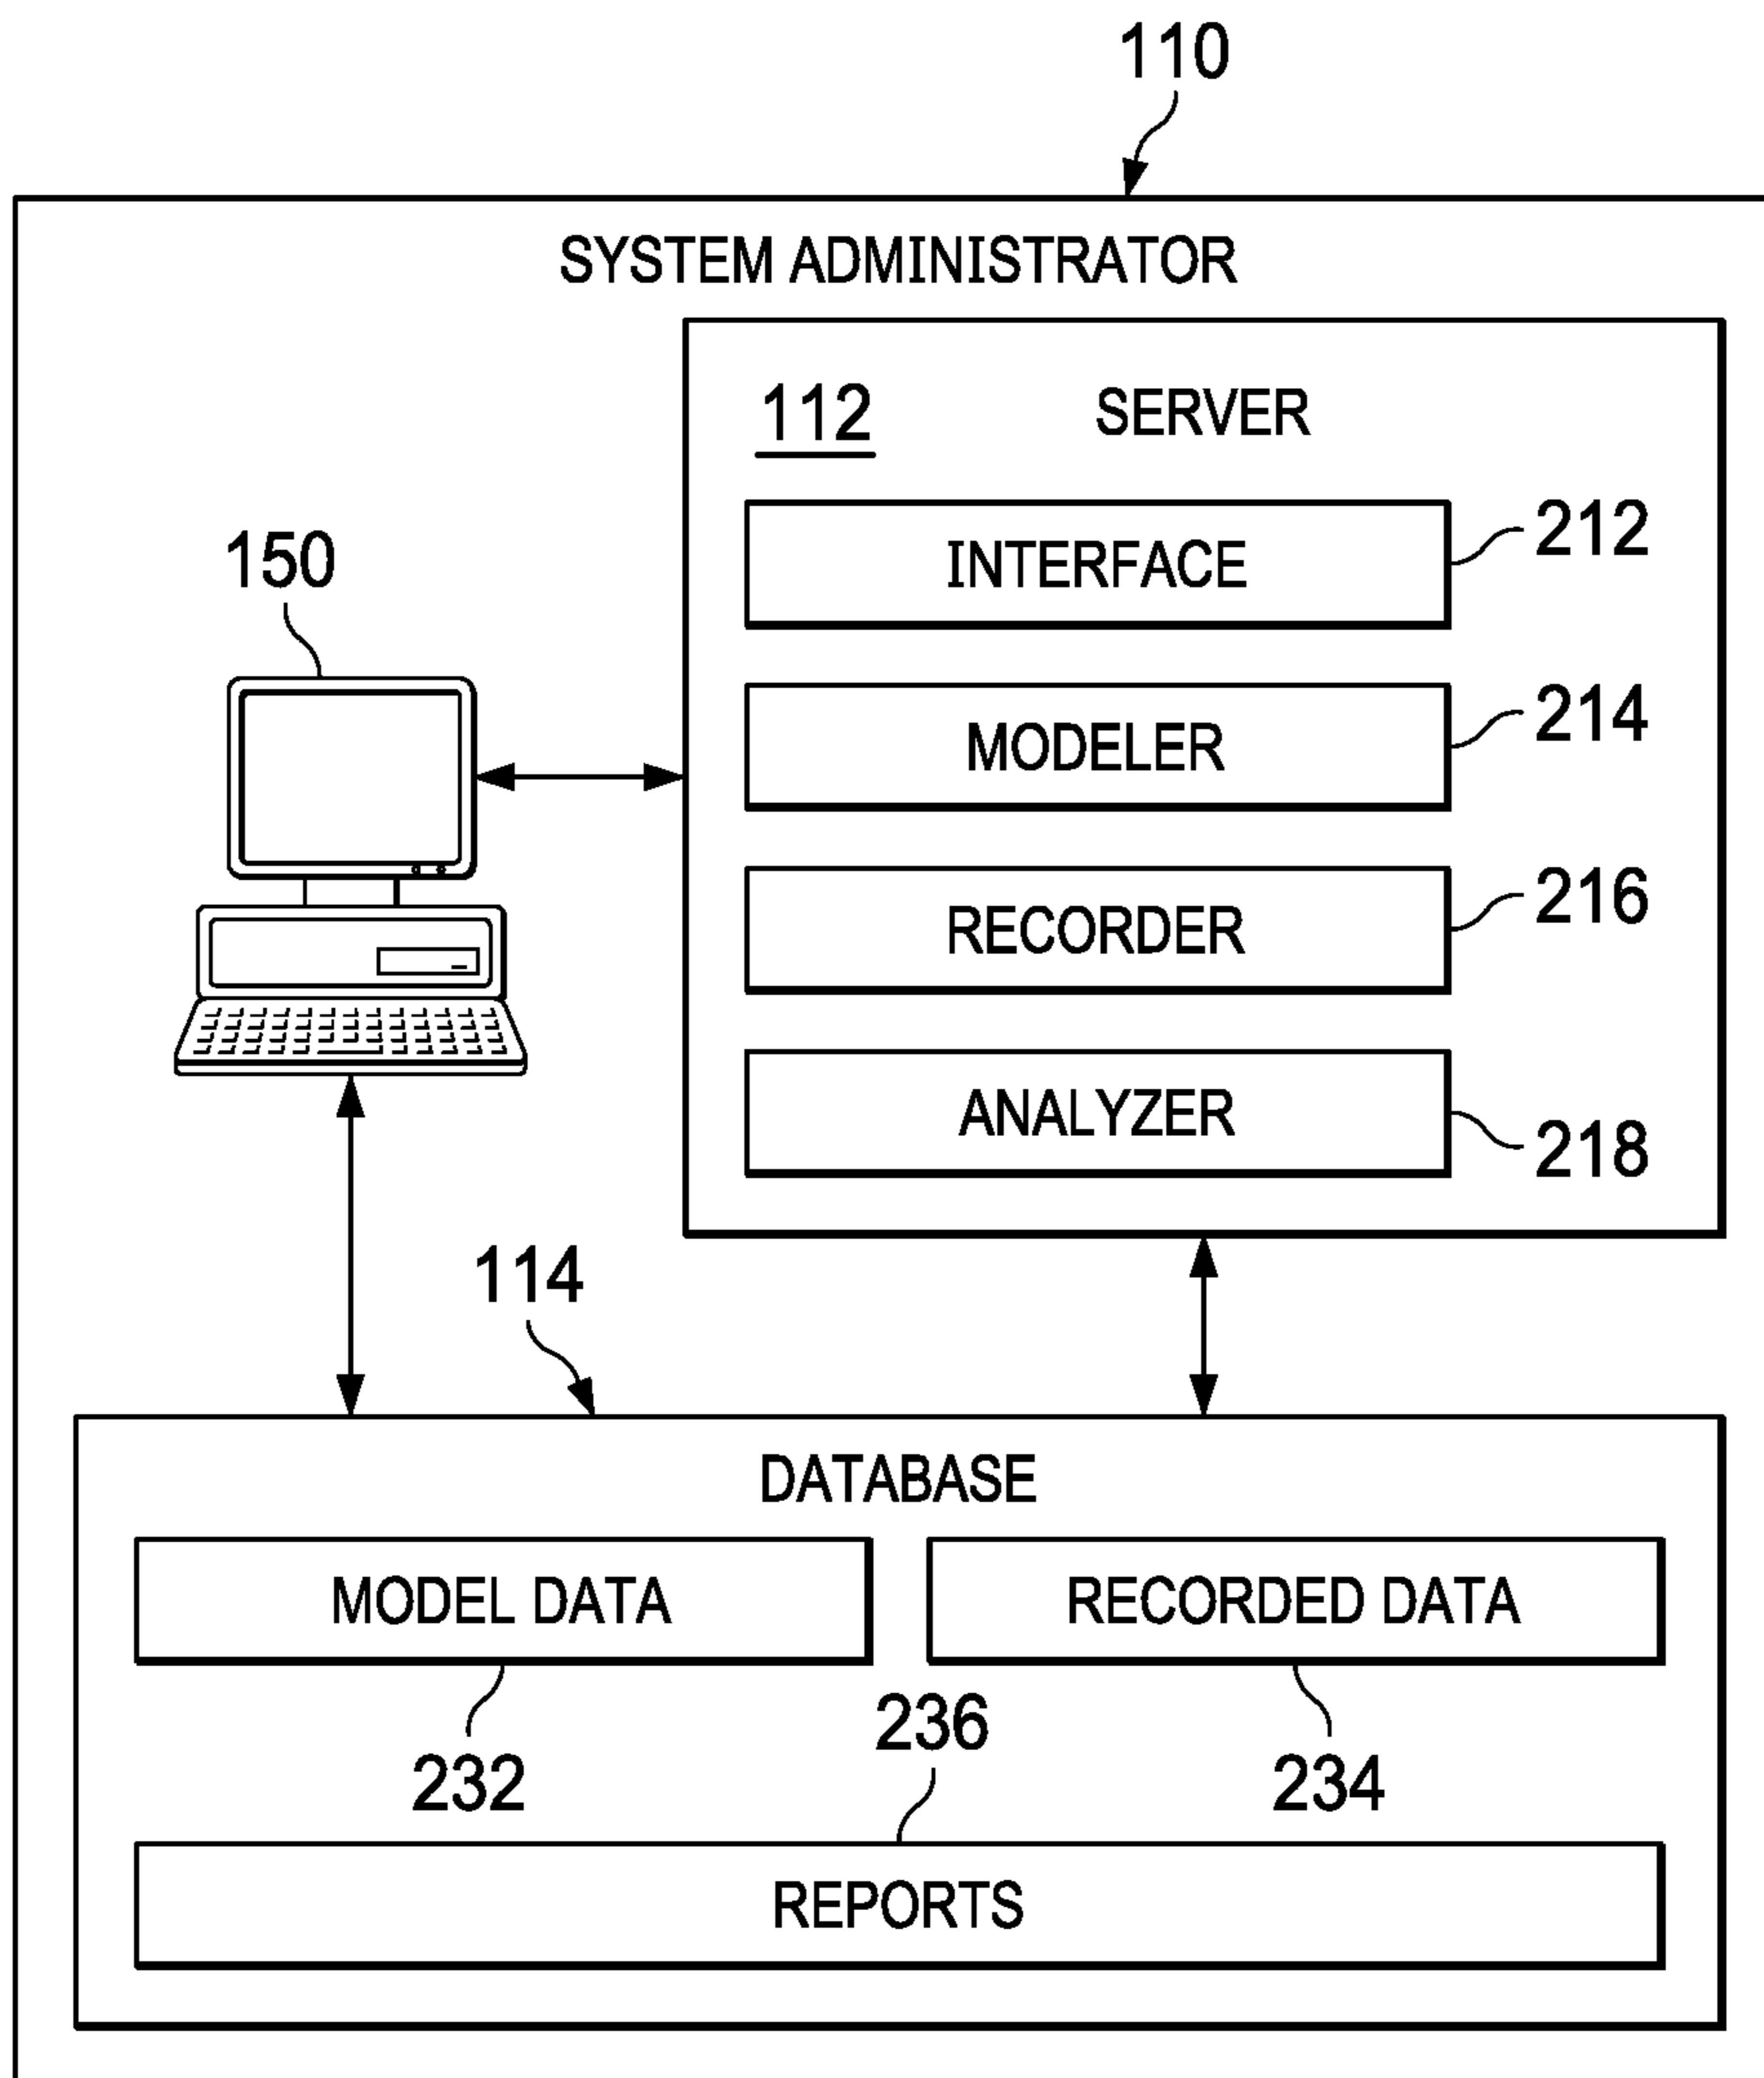 110
SYSTEM ADMINISTRATOR
112 SERVER
150
INTERFACE 212
MODELER 214
RECORDER 216
ANALYZER 218
114
DATABASE
MODEL DATA RECORDED DATA
232 236 234
REPORTS